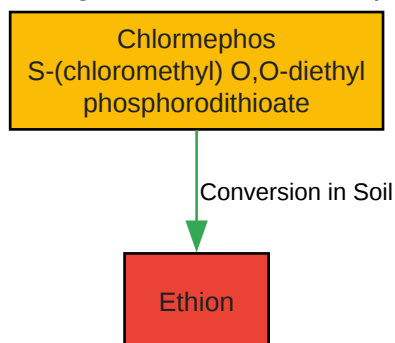 Chlormephos
S-(chloromethyl) O,O-diethyl
phosphorodithioate
Conversion in Soil
Ethion